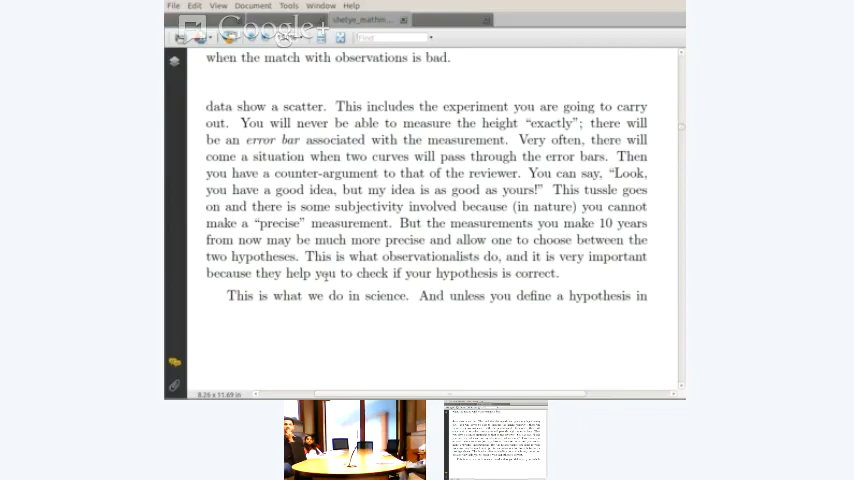 File Edit View Document Tools Window Help
shetye_mathm...
Google+
Find
when the match with observations is bad.
data show a scatter. This includes the experiment you are going to carry
out. You will never be able to measure the height “exactly”; there will
be an error bar associated with the measurement. Very often, there will
come a situation when two curves will pass through the error bars. Then
you have a counter-argument to that of the reviewer. You can say, “Look,
you have a good idea, but my idea is as good as yours!” This tussle goes
on and there is some subjectivity involved because (in nature) you cannot
make a “precise” measurement. But the measurements you make 10 years
from now may be much more precise and allow one to choose between the
two hypotheses. This is what observationalists do, and it is very important
because they help you to check if your hypothesis is correct.
This is what we do in science. And unless you define a hypothesis in
8.26 x 11.69 in